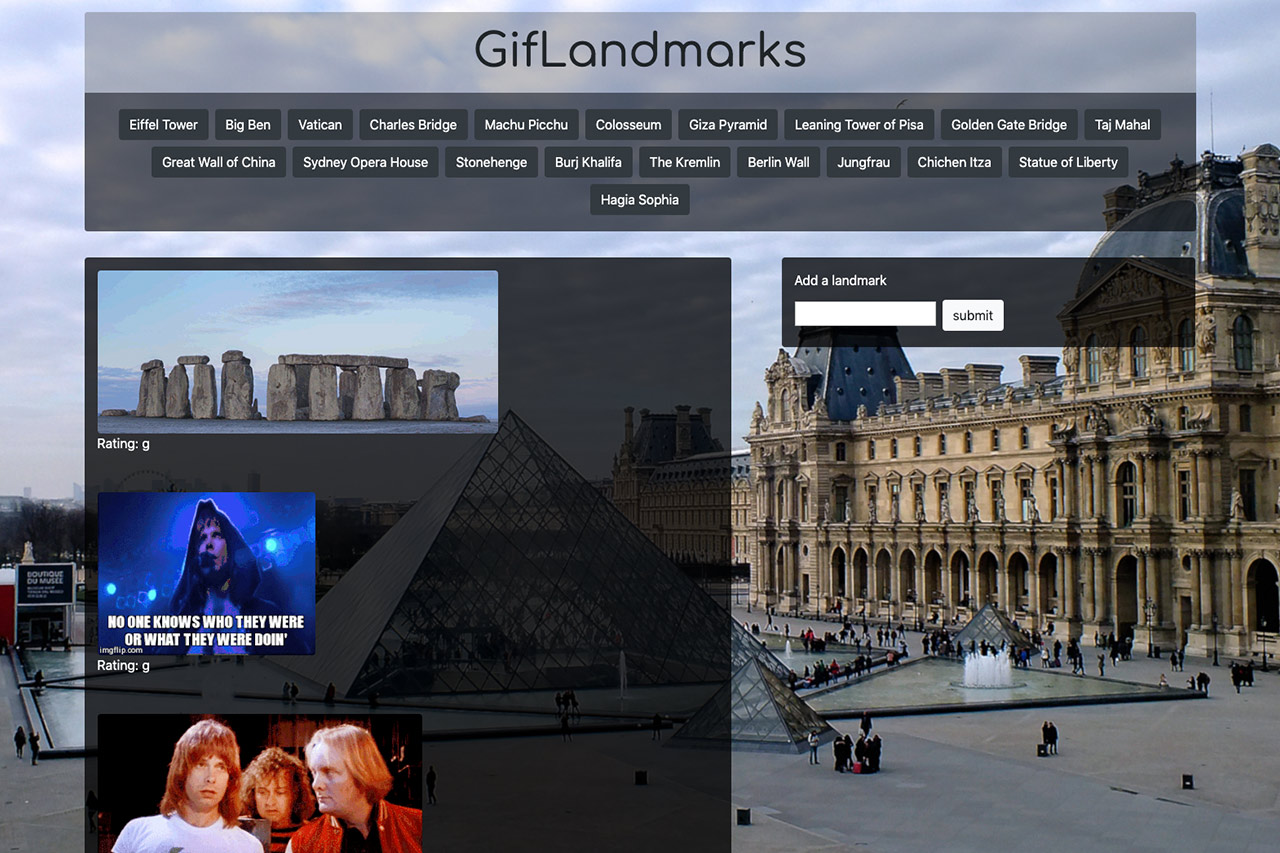 GifLandmarks
Eiffel Tower Big Ben Vatican Charles Bridge Machu Picchu Colosseum Giza Pyramid Leaning Tower of Pisa Golden Gate Bridge Taj Mahal
Great Wall of China Sydney Opera House Stonehenge Burj Khalifa The Kremlin Berlin Wall Jungfrau Chichen Itza Statue of Liberty
Hagia Sophia
Add a landmark
submit
Rating: g
NO ONE KNOWS WHO THEY WERE
OR WHAT THEY WERE DOIN'
imgflip.com
Rating: g
BOUTIQUE
DU MUSÉE